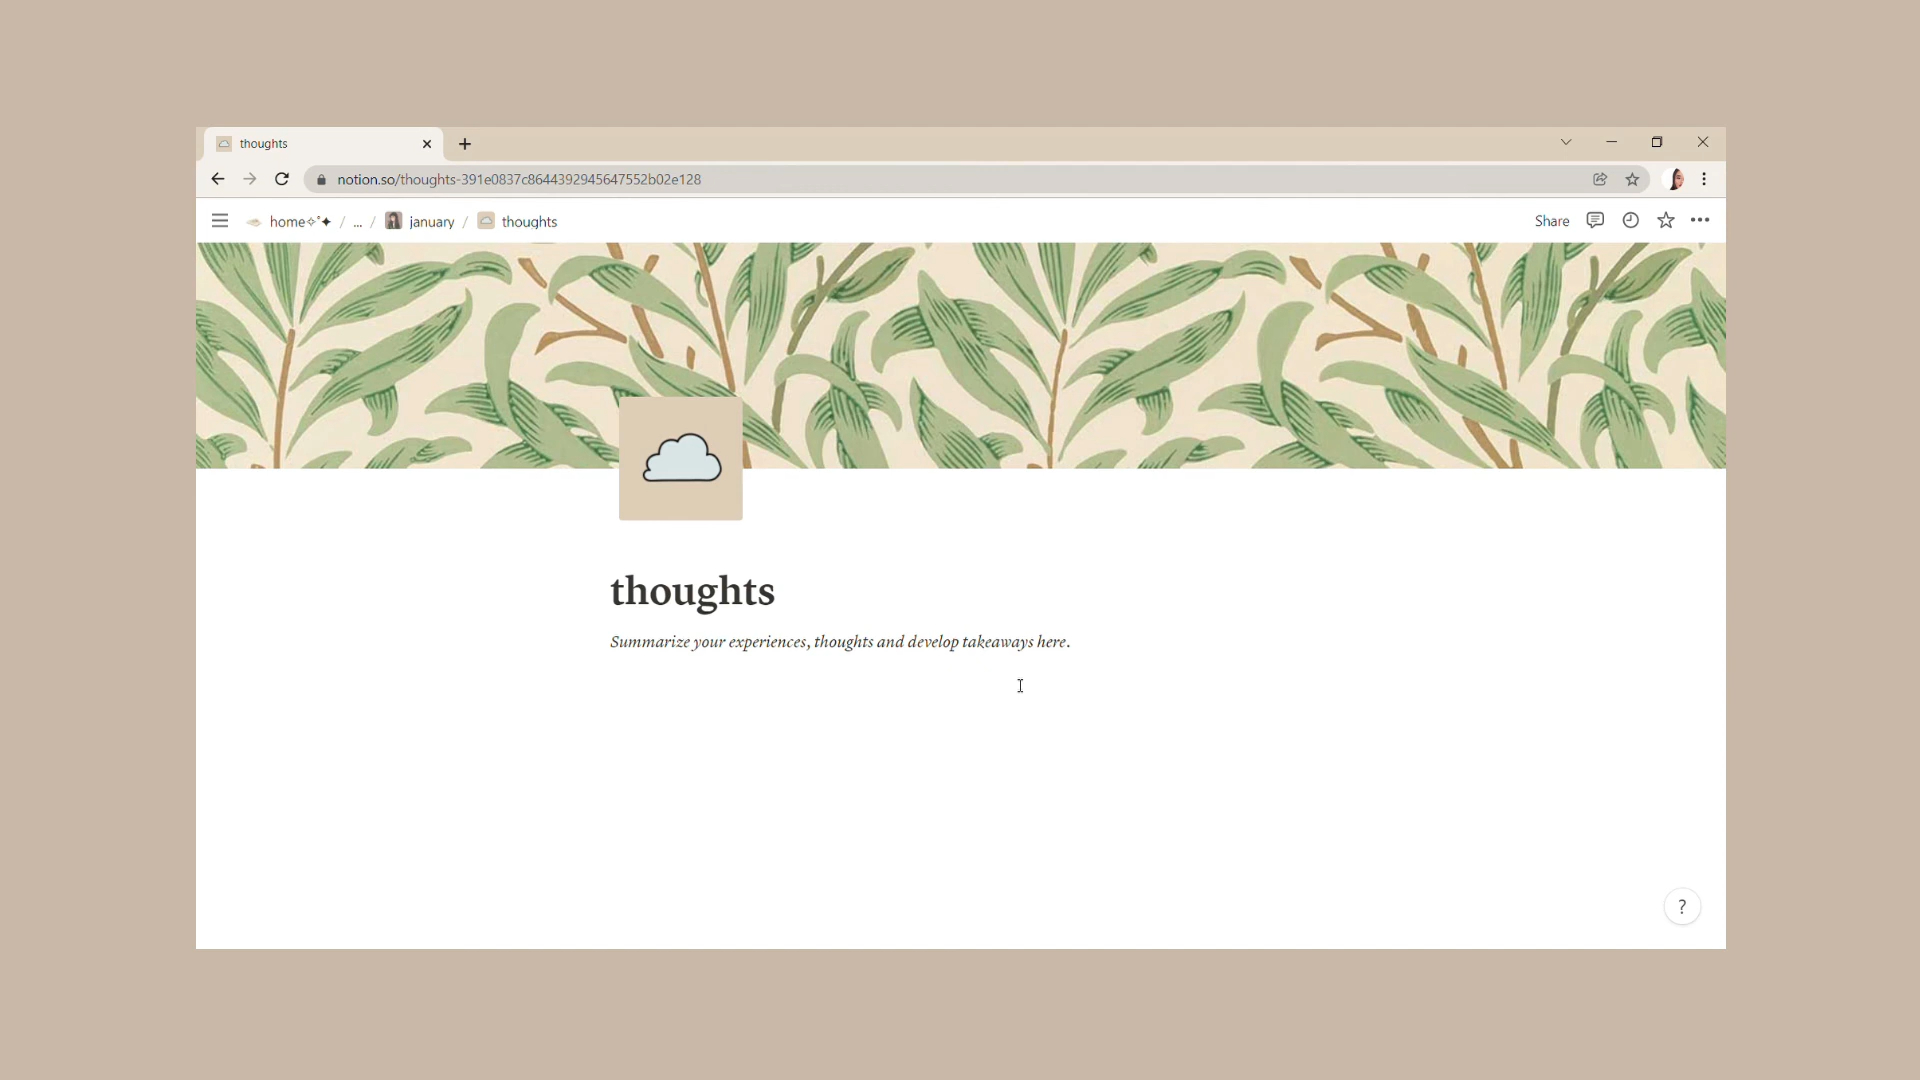 thoughts
notion.so/thoughts-391e0837c8644392945647552b02e128
home✧˚✦ / ... / january / thoughts
Share
thoughts
Summarize your experiences, thoughts and develop takeaways here.
?